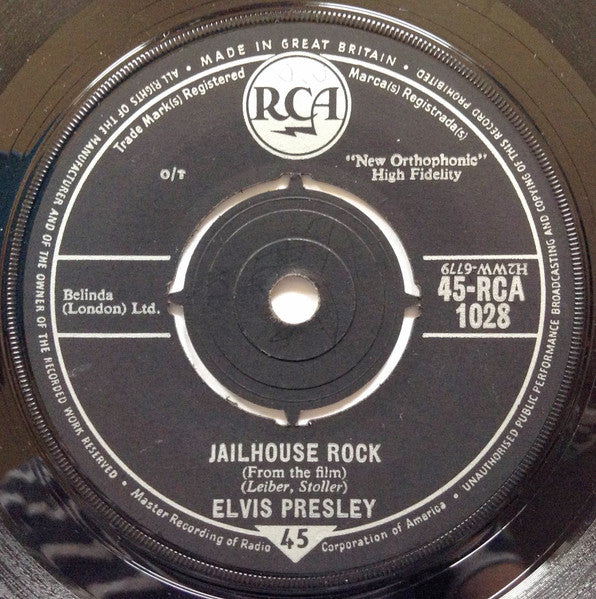 ALL RIGHTS OF THE MANUFACTURER AND OF THE OWNER OF THE RECORDED WORK RESERVED • MADE IN GREAT BRITAIN • UNAUTHORISED PUBLIC PERFORMANCE BROADCASTING AND COPYING OF THIS RECORD PROHIBITED
Trade Mark(s) Registered
RCA
Marca(s) Registrada(s)
O/T
"New Orthophonic"
High Fidelity
H2WW-6779
Belinda
(London) Ltd.
45-RCA
1028
JAILHOUSE ROCK
(From the film)
(Leiber, Stoller)
ELVIS PRESLEY
• Master Recording of Radio Corporation of America •
45